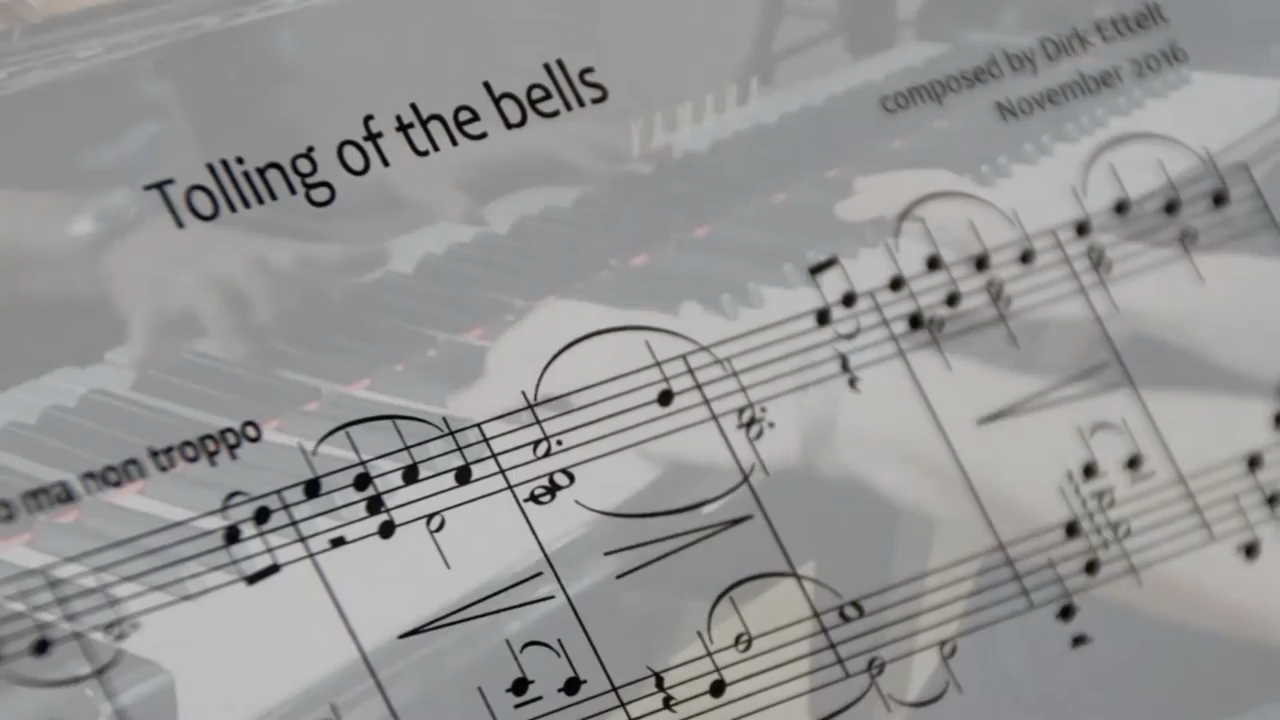 Tolling of the bells
composed by Dirk Ettelt
November 2016
ma non troppo